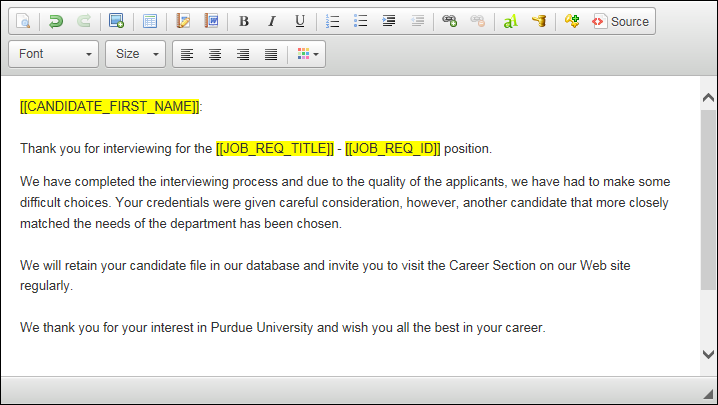 B I U
Source
Font
Size
[[CANDIDATE_FIRST_NAME]]:
Thank you for interviewing for the [[JOB_REQ_TITLE]] - [[JOB_REQ_ID]] position.
We have completed the interviewing process and due to the quality of the applicants, we have had to make some
difficult choices. Your credentials were given careful consideration, however, another candidate that more closely
matched the needs of the department has been chosen.
We will retain your candidate file in our database and invite you to visit the Career Section on our Web site
regularly.
We thank you for your interest in Purdue University and wish you all the best in your career.